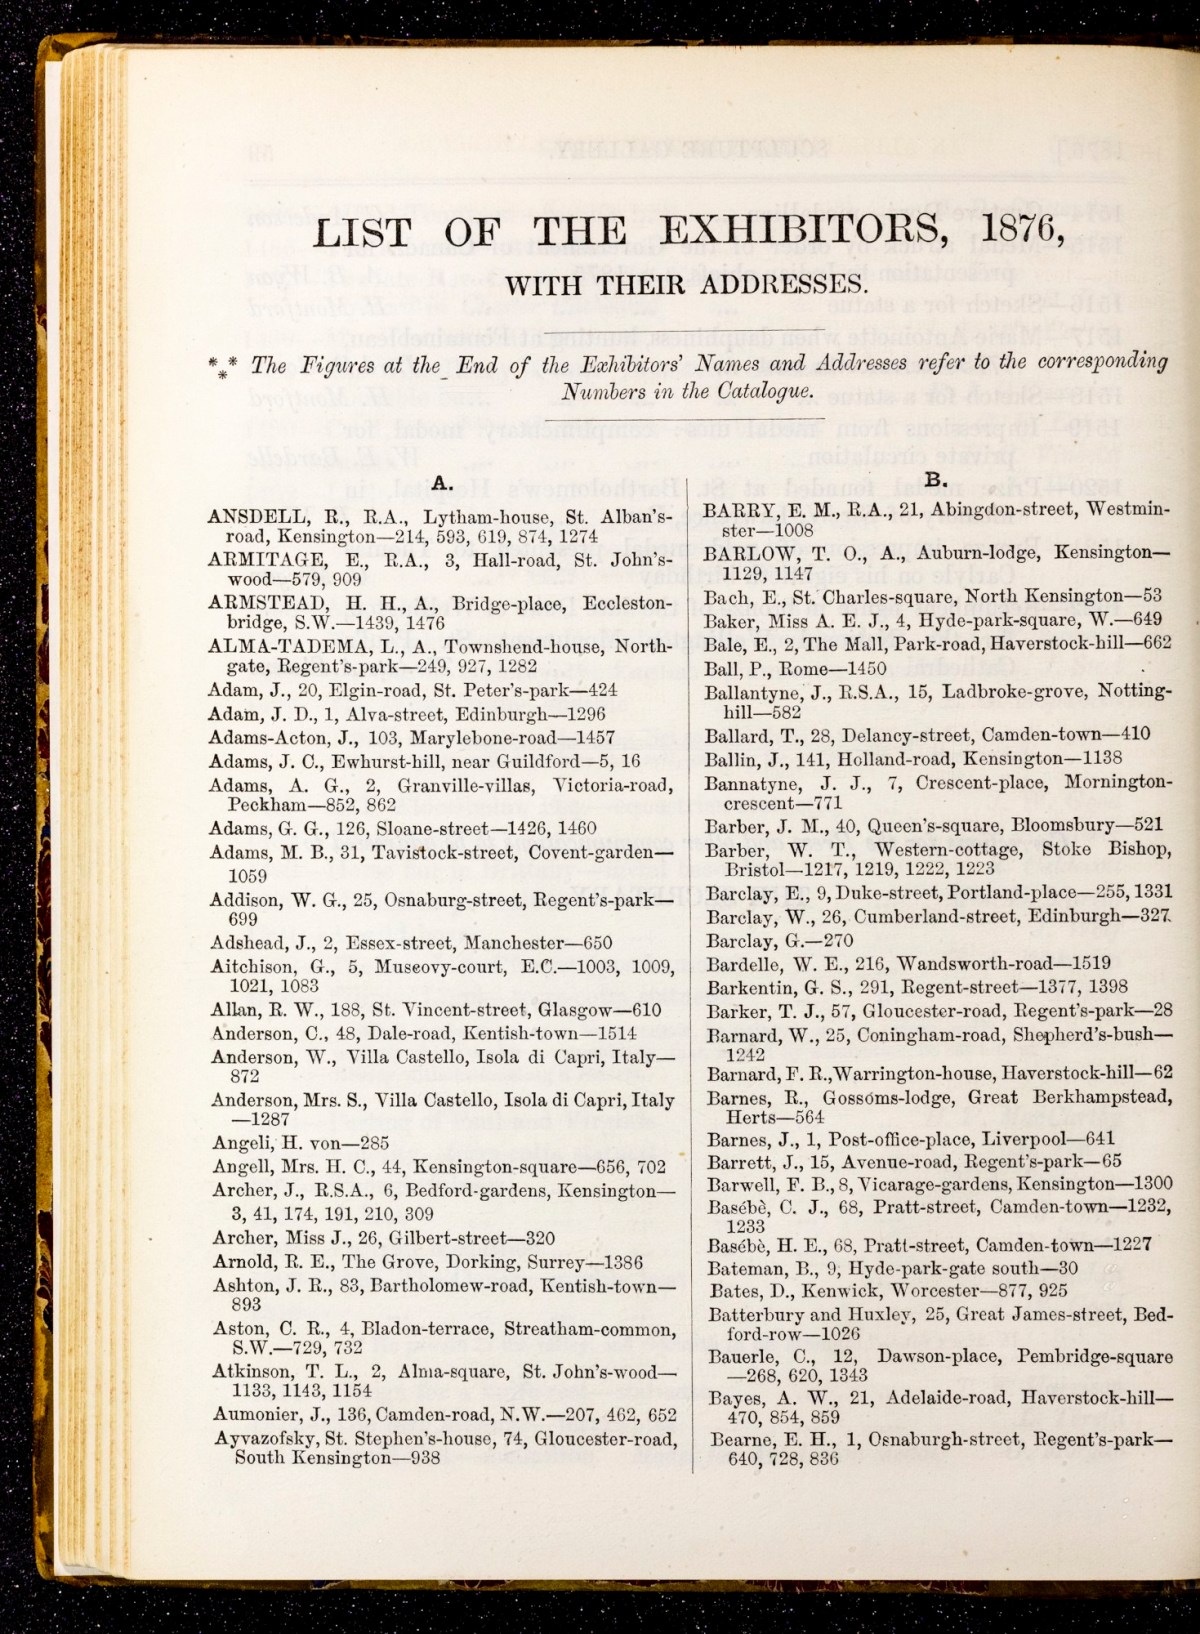 LIST OF THE EXHIBITORS, 1876,
WITH THEIR ADDRESSES.
*** The Figures at the End of the Exhibitors' Names and Addresses refer to the corresponding
Numbers in the Catalogue.
A.
ANSDELL, R., R.A., Lytham-house, St. Alban's-
road, Kensington—214, 593, 619, 874, 1274
ARMITAGE, E., R.A., 3, Hall-road, St. John's-
wood—579, 909
ARMSTEAD, H. H., A., Bridge-place, Eccleston-
bridge, S.W.—1439, 1476
ALMA-TADEMA, L., A., Townshend-house, North-
gate, Regent's-park—249, 927, 1282
Adam, J., 20, Elgin-road, St. Peter's-park—424
Adam, J. D., 1, Alva-street, Edinburgh—1296
Adams-Acton, J., 103, Marylebone-road—1457
Adams, J. C., Ewhurst-hill, near Guildford—5, 16
Adams, A. G., 2, Granville-villas, Victoria-road,
Peckham—852, 862
Adams, G. G., 126, Sloane-street—1426, 1460
Adams, M. B., 31, Tavistock-street, Covent-garden—
1059
Addison, W. G., 25, Osnaburg-street, Regent's-park—
699
Adshead, J., 2, Essex-street, Manchester—650
Aitchison, G., 5, Muscovy-court, E.C.—1003, 1009,
1021, 1083
Allan, R. W., 188, St. Vincent-street, Glasgow—610
Anderson, C., 48, Dale-road, Kentish-town—1514
Anderson, W., Villa Castello, Isola di Capri, Italy—
872
Anderson, Mrs. S., Villa Castello, Isola di Capri, Italy
—1287
Angeli, H. von—285
Angell, Mrs. H. C., 44, Kensington-square—656, 702
Archer, J., R.S.A., 6, Bedford-gardens, Kensington—
3, 41, 174, 191, 210, 309
Archer, Miss J., 26, Gilbert-street—320
Arnold, R. E., The Grove, Dorking, Surrey—1386
Ashton, J. R., 83, Bartholomew-road, Kentish-town—
893
Aston, C. R., 4, Bladon-terrace, Streatham-common,
S.W.—729, 732
Atkinson, T. L., 2, Alma-square, St. John's-wood—
1133, 1143, 1154
Aumonier, J., 136, Camden-road, N.W.—207, 462, 652
Ayvazofsky, St. Stephen's-house, 74, Gloucester-road,
South Kensington—938
B.
BARRY, E. M., R.A., 21, Abingdon-street, Westmin-
ster—1008
BARLOW, T. O., A., Auburn-lodge, Kensington—
1129, 1147
Bach, E., St. Charles-square, North Kensington—53
Baker, Miss A. E. J., 4, Hyde-park-square, W.—649
Bale, E., 2, The Mall, Park-road, Haverstock-hill—662
Ball, P., Rome—1450
Ballantyne, J., R.S.A., 15, Ladbroke-grove, Notting-
hill—582
Ballard, T., 28, Delancy-street, Camden-town—410
Ballin, J., 141, Holland-road, Kensington—1138
Bannatyne, J. J., 7, Crescent-place, Mornington-
crescent—771
Barber, J. M., 40, Queen's-square, Bloomsbury—521
Barber, W. T., Western-cottage, Stoke Bishop,
Bristol—1217, 1219, 1222, 1223
Barclay, E., 9, Duke-street, Portland-place—255, 1331
Barclay, W., 26, Cumberland-street, Edinburgh—327
Barclay, G.—270
Bardelle, W. E., 216, Wandsworth-road—1519
Barkentin, G. S., 291, Regent-street—1377, 1398
Barker, T. J., 57, Gloucester-road, Regent's-park—28
Barnard, W., 25, Coningham-road, Shepherd's-bush—
1242
Barnard, F. R., Warrington-house, Haverstock-hill—62
Barnes, R., Gossoms-lodge, Great Berkhampstead,
Herts—564
Barnes, J., 1, Post-office-place, Liverpool—641
Barrett, J., 15, Avenue-road, Regent's-park—65
Barwell, F. B., 8, Vicarage-gardens, Kensington—1300
Basébè, C. J., 68, Pratt-street, Camden-town—1232,
1233
Basébè, H. E., 68, Pratt-street, Camden-town—1227
Bateman, B., 9, Hyde-park-gate south—30
Bates, D., Kenwick, Worcester—877, 925
Batterbury and Huxley, 25, Great James-street, Bed-
ford-row—1026
Bauerle, C., 12, Dawson-place, Pembridge-square
—268, 620, 1343
Bayes, A. W., 21, Adelaide-road, Haverstock-hill—
470, 854, 859
Bearne, E. H., 1, Osnaburgh-street, Regent's-park—
640, 728, 836